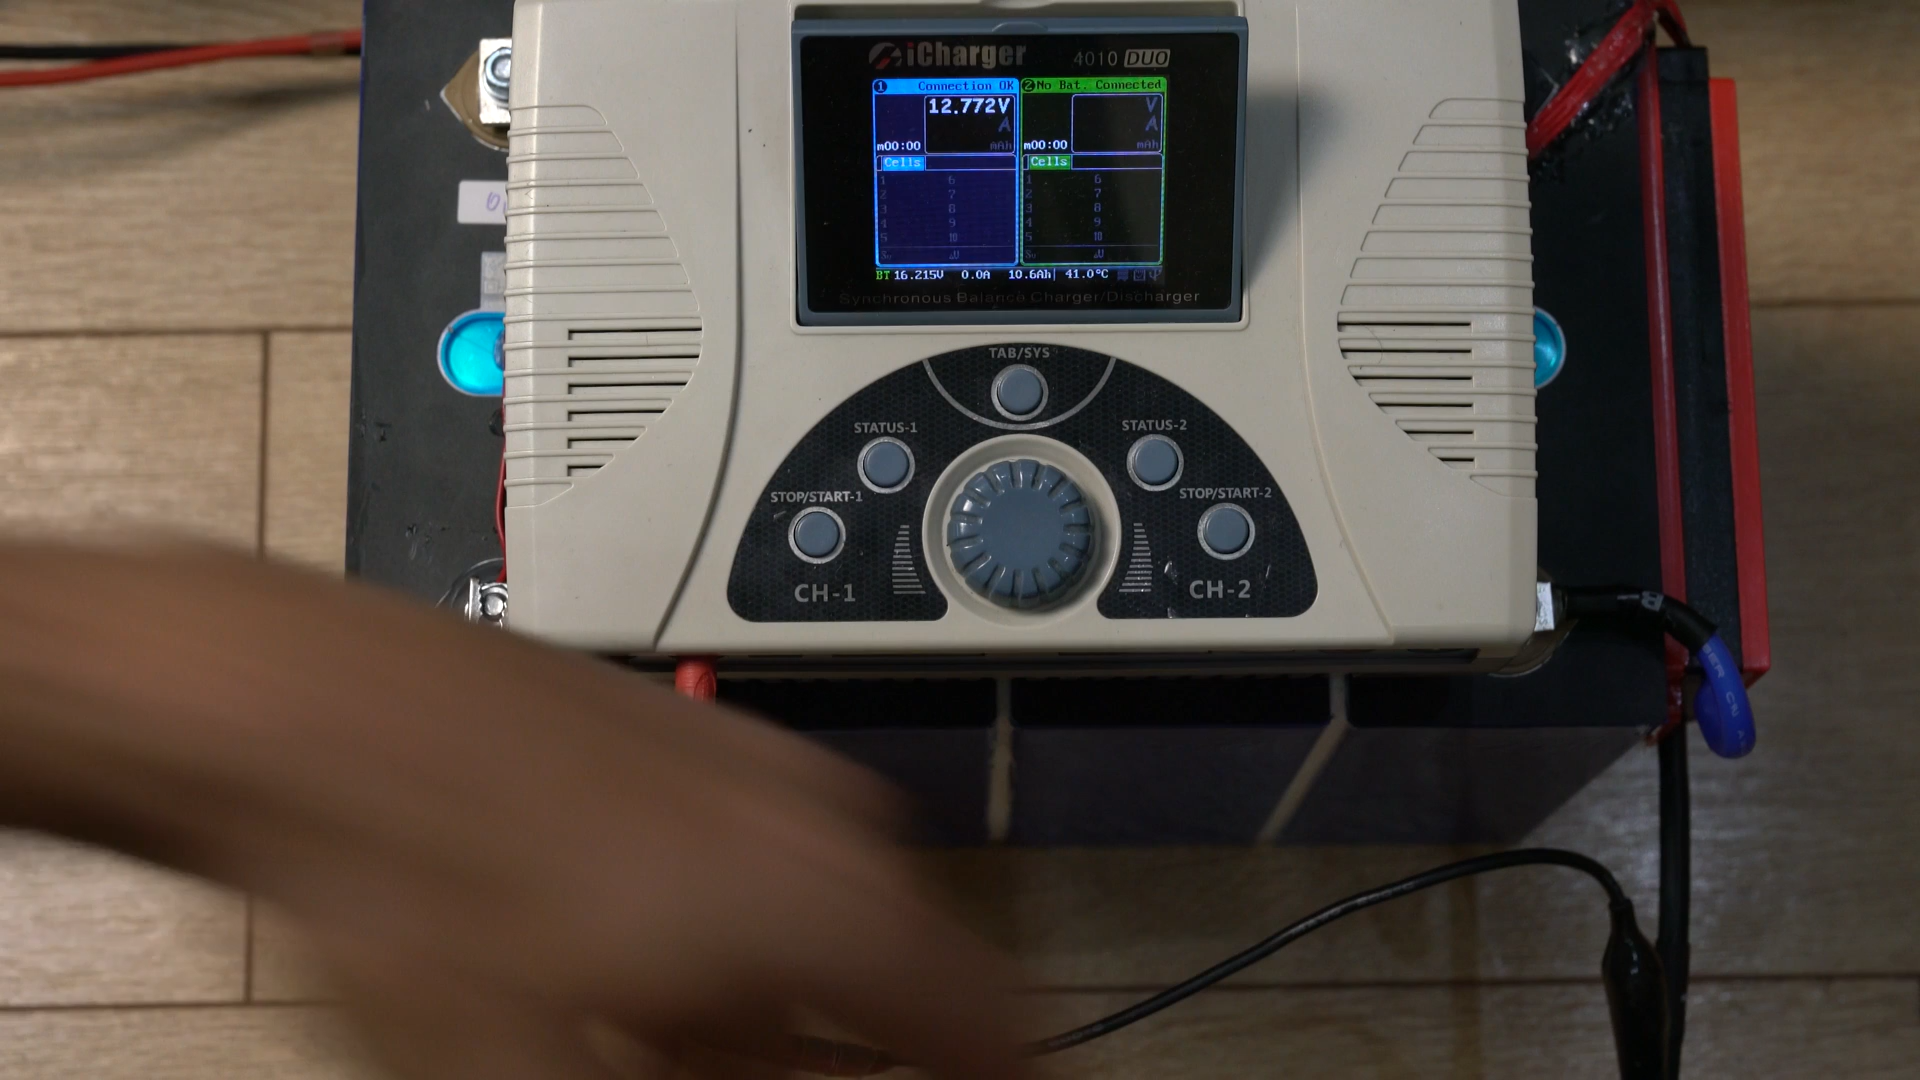 iCharger 4010 DUO
1 Connection OK
12.772V
A
m00:00 mAh
Cells
1 6
2 7
3 8
4 9
5 10
2 No Bat. Connected
V
A
m00:00 mAh
Cells
1 6
2 7
3 8
4 9
5 10
BT 16.215V 0.0A 10.6Ah 41.0°C
Synchronous Balance Charger/Discharger
TAB/SYS
STATUS-1
STATUS-2
STOP/START-1
STOP/START-2
CH-1
CH-2